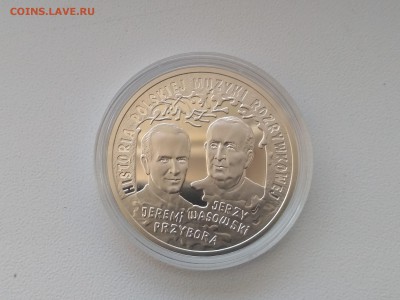 COINS.LAVE.RU
HISTORIA POLSKIEJ MUZYKI ROZRYWKOWEJ
JERZY
JEREMI WASOWSKI
PRZYBORA